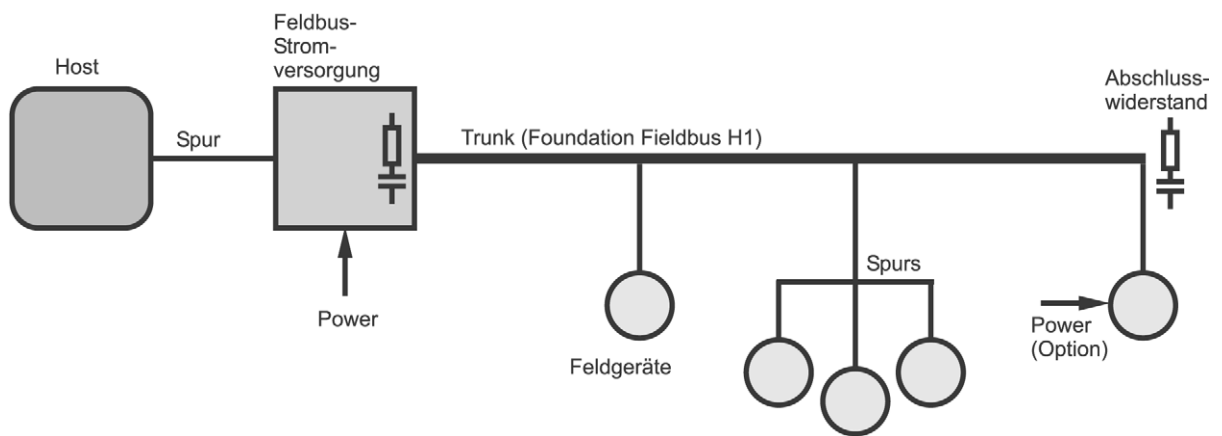 Host
Spur
Feldbus-
Strom-
versorgung
Power
Trunk (Foundation Fieldbus H1)
Feldgeräte
Spurs
Abschluss-
widerstand
Power
(Option)